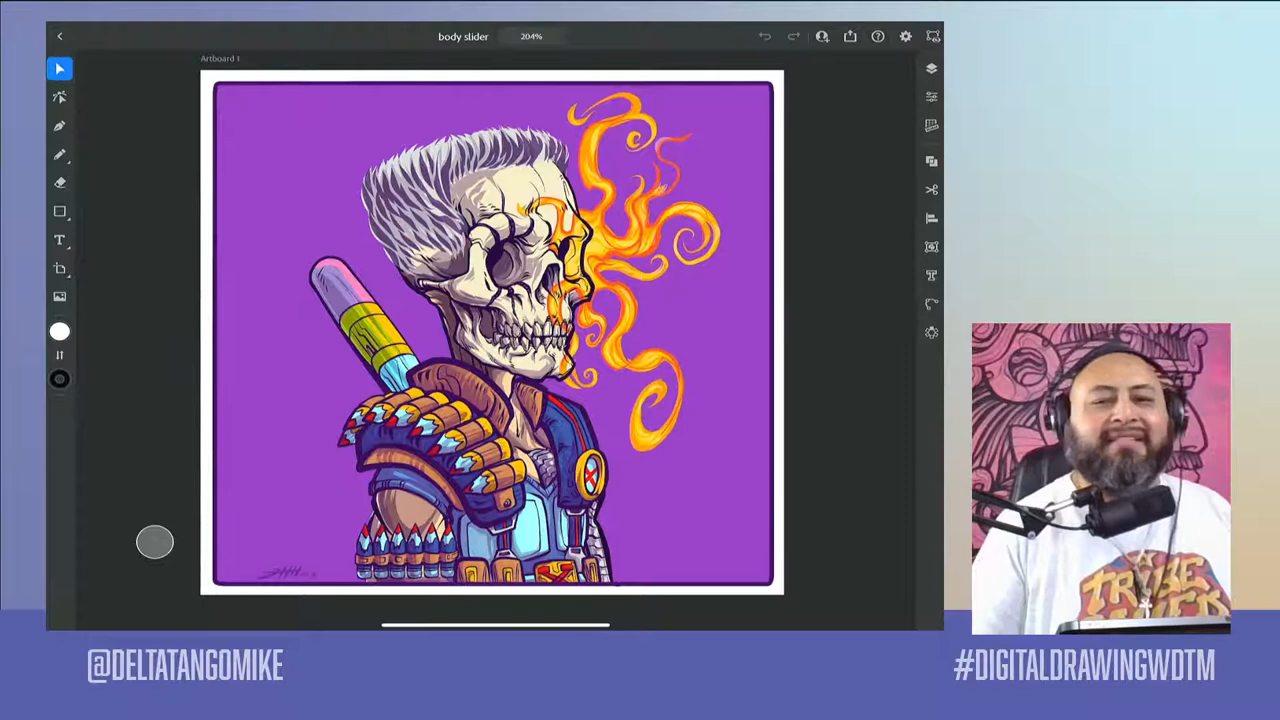 body slider
204%
Artboard 1
T
@DELTATANGOMIKE
#DIGITALDRAWINGWDTM